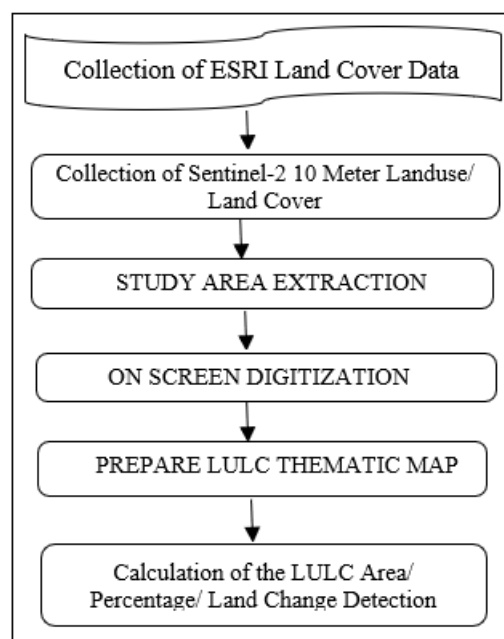 Collection of ESRI Land Cover Data
Collection of Sentinel-2 10 Meter Landuse/
Land Cover
STUDY AREA EXTRACTION
ON SCREEN DIGITIZATION
PREPARE LULC THEMATIC MAP
Calculation of the LULC Area/
Percentage/ Land Change Detection